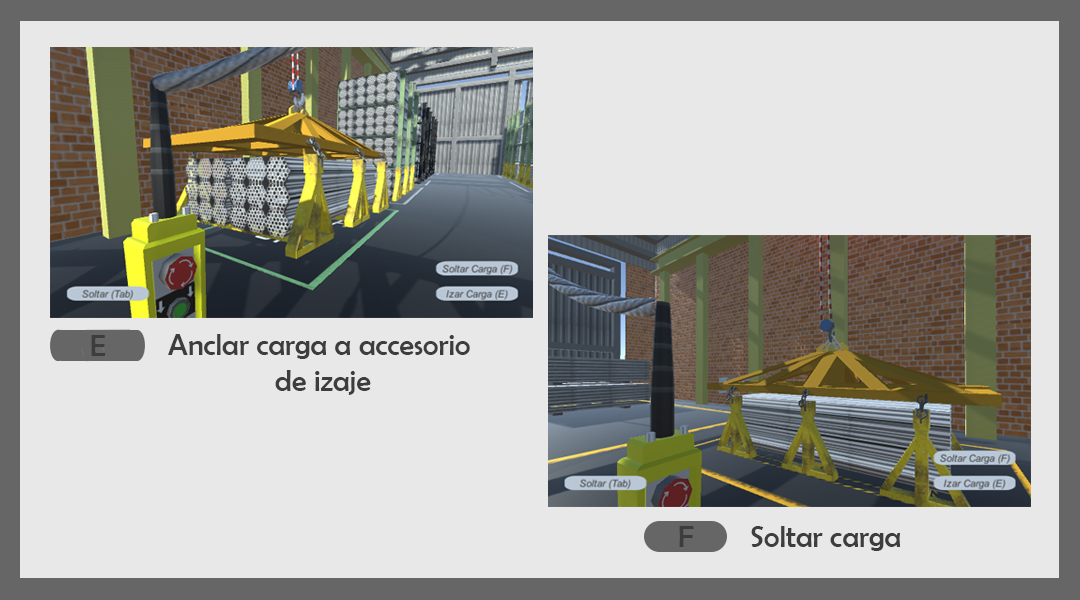 Soltar Carga (F)
Soltar (Tab)
Izar Carga (E)
E
Anclar carga a accesorio
de izaje
Soltar Carga (F)
Soltar (Tab)
Izar Carga (E)
F
Soltar carga